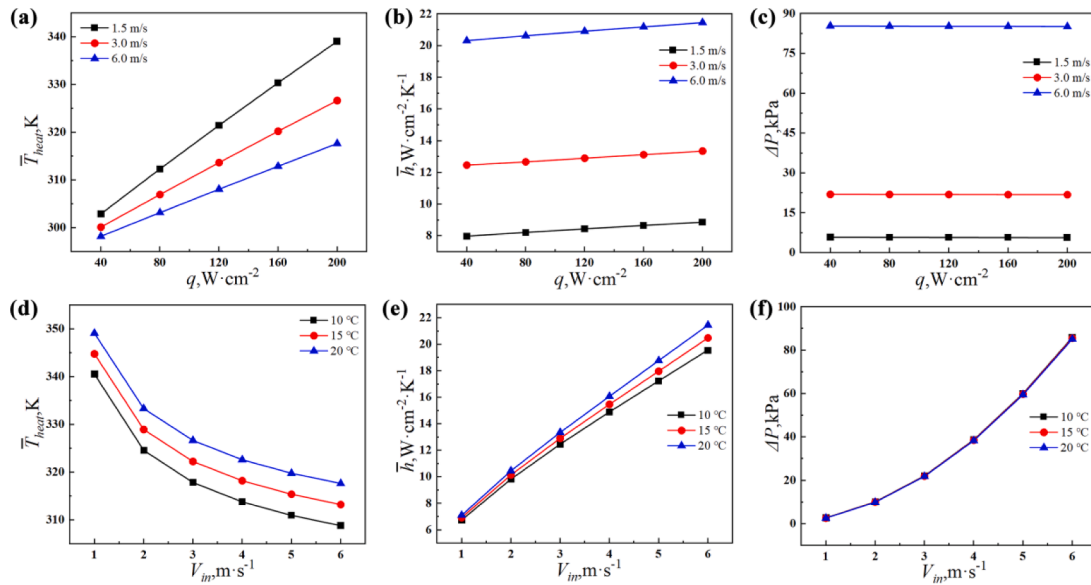 (a)
1.5 m/s
3.0 m/s
6.0 m/s
340
330
320
310
300
T̅heat,K
40 80 120 160 200
q,W·cm-2
(b)
22
20
18
16
14
12
10
8
h̅,W·cm-2·K-1
1.5 m/s
3.0 m/s
6.0 m/s
40 80 120 160 200
q,W·cm-2
(c)
90
75
60
45
30
15
0
ΔP,kPa
1.5 m/s
3.0 m/s
6.0 m/s
40 80 120 160 200
q,W·cm-2
(d)
10 ℃
15 ℃
20 ℃
350
340
330
320
310
T̅heat,K
1 2 3 4 5 6
Vin,m·s-1
(e)
22
20
18
16
14
12
10
8
6
h̅,W·cm-2·K-1
10 ℃
15 ℃
20 ℃
1 2 3 4 5 6
Vin,m·s-1
(f)
100
80
60
40
20
0
ΔP,kPa
10 ℃
15 ℃
20 ℃
1 2 3 4 5 6
Vin,m·s-1